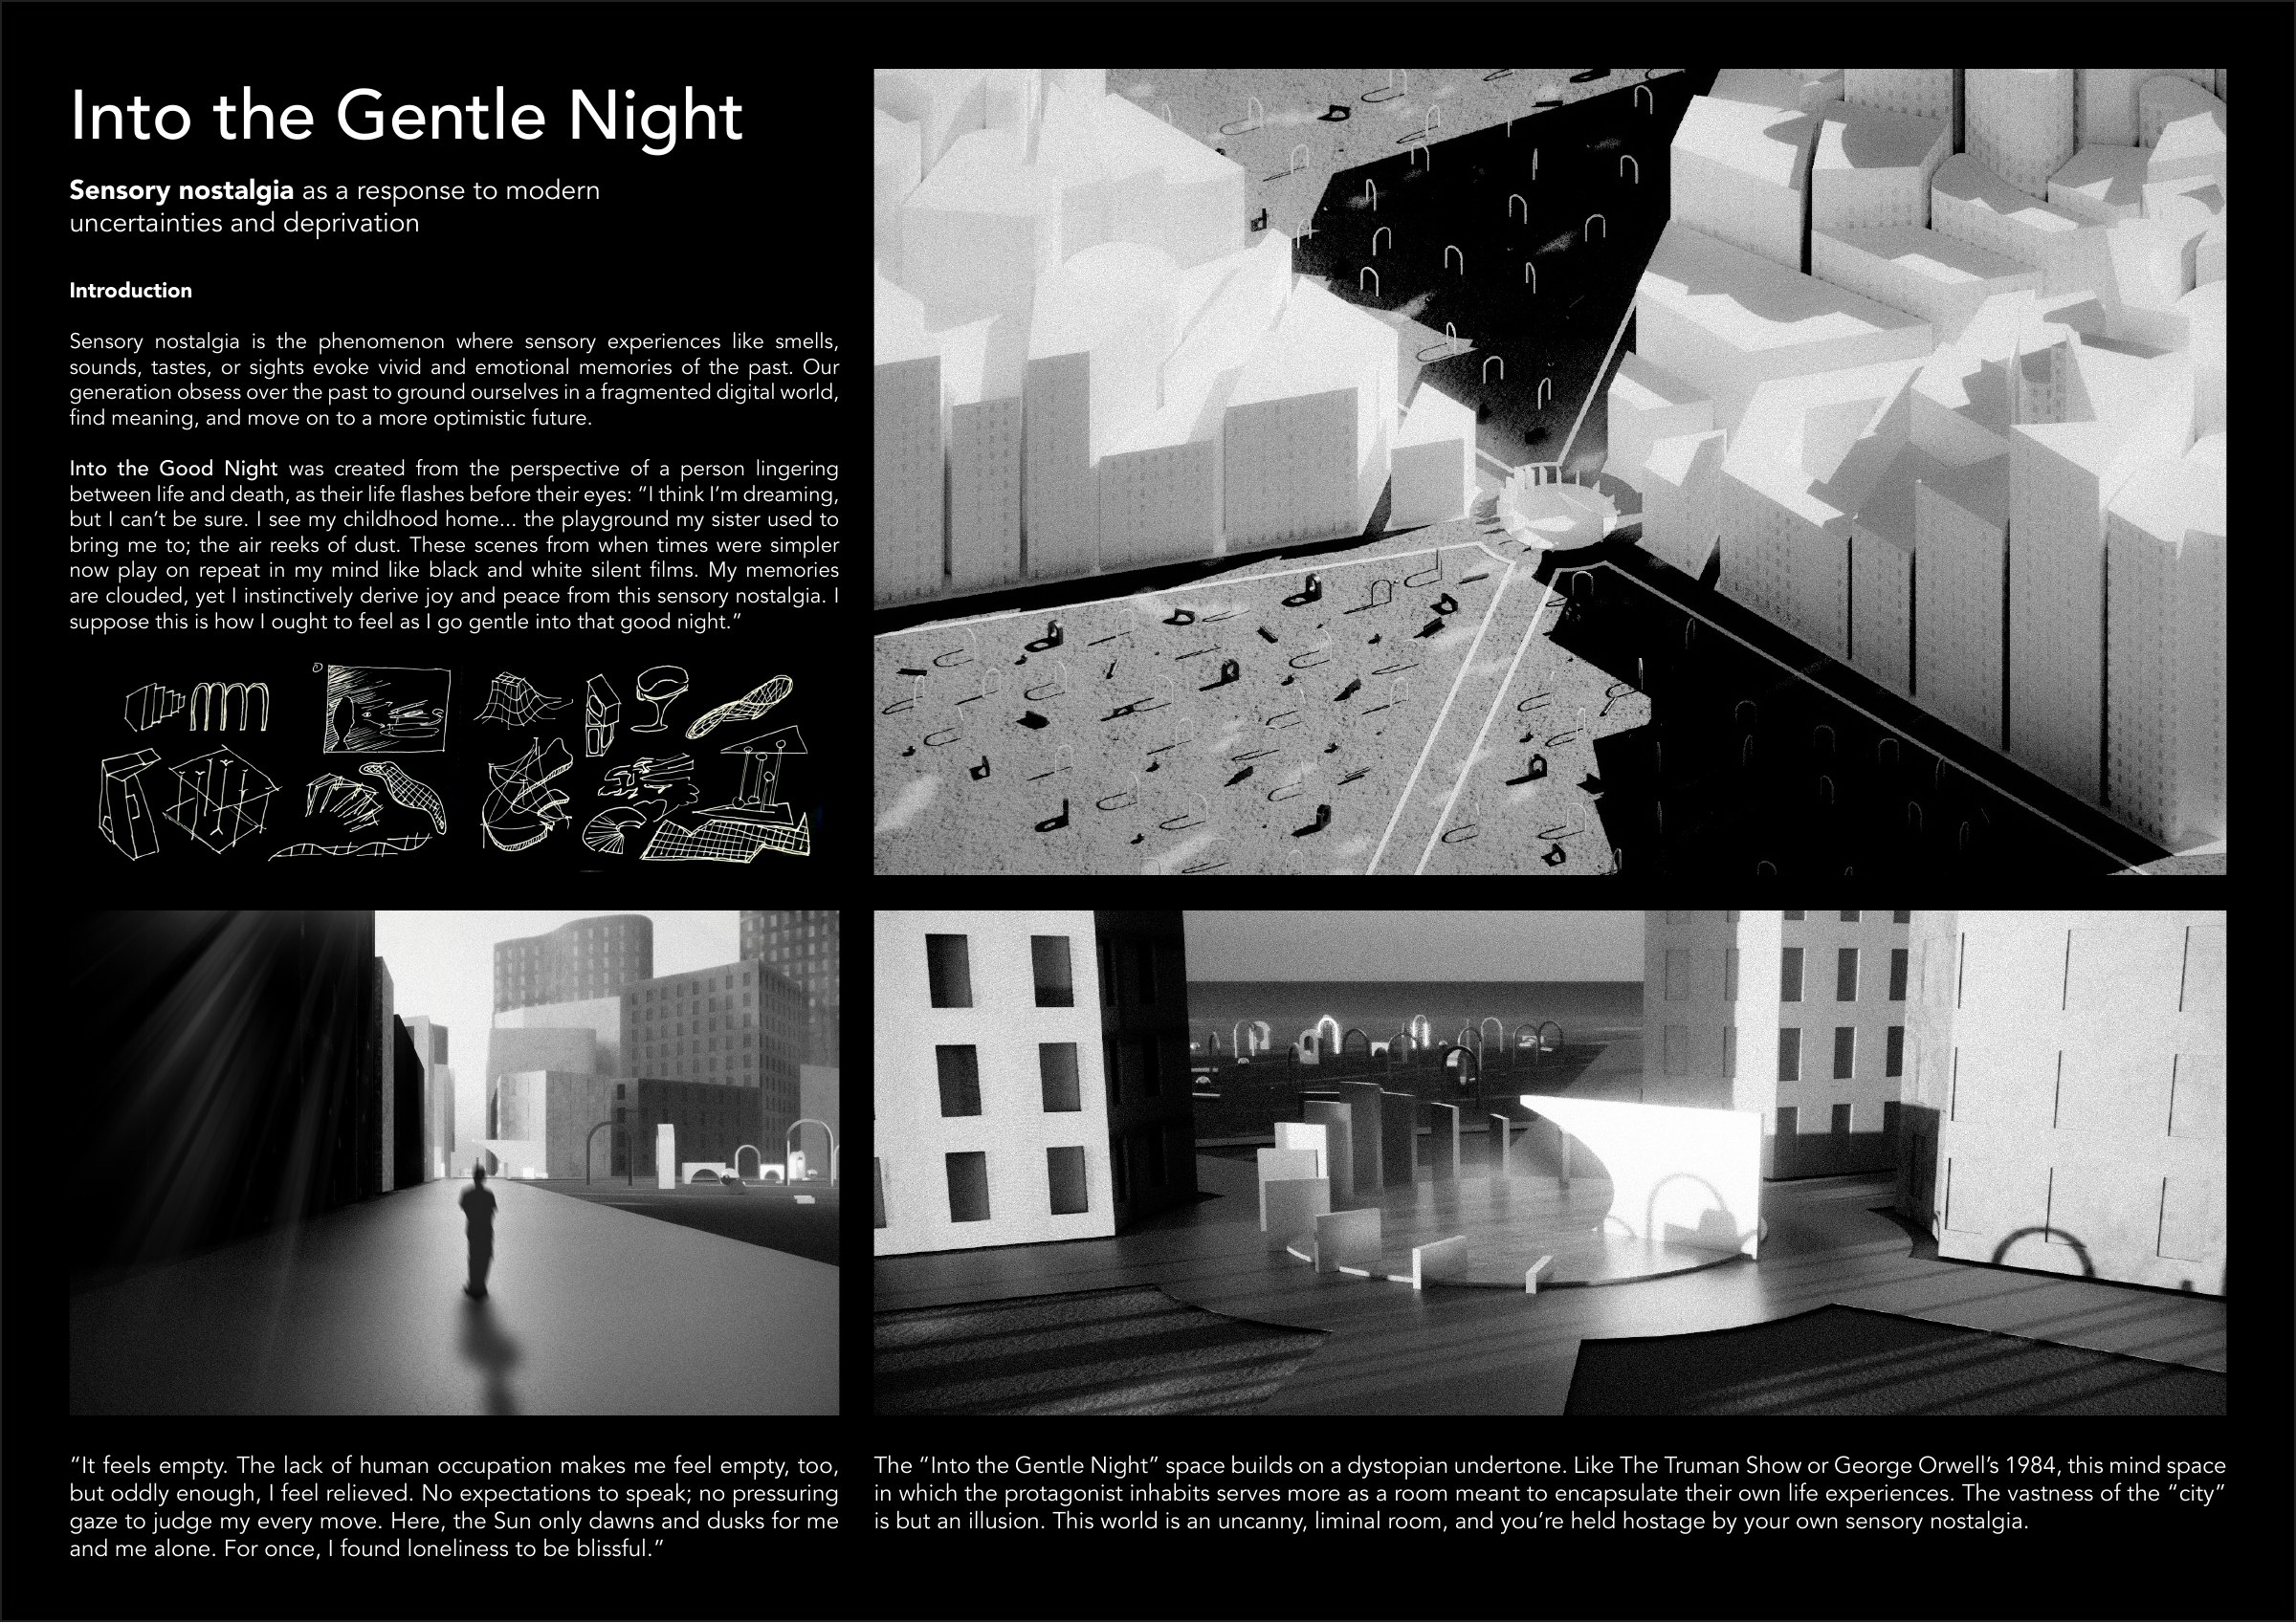 Into the Gentle Night
Sensory nostalgia as a response to modern
uncertainties and deprivation
Introduction
Sensory nostalgia is the phenomenon where sensory experiences like smells,
sounds, tastes, or sights evoke vivid and emotional memories of the past. Our
generation obsess over the past to ground ourselves in a fragmented digital world,
find meaning, and move on to a more optimistic future.
Into the Good Night was created from the perspective of a person lingering
between life and death, as their life flashes before their eyes: “I think I’m dreaming,
but I can’t be sure. I see my childhood home... the playground my sister used to
bring me to; the air reeks of dust. These scenes from when times were simpler
now play on repeat in my mind like black and white silent films. My memories
are clouded, yet I instinctively derive joy and peace from this sensory nostalgia. I
suppose this is how I ought to feel as I go gentle into that good night.”
“It feels empty. The lack of human occupation makes me feel empty, too,
but oddly enough, I feel relieved. No expectations to speak; no pressuring
gaze to judge my every move. Here, the Sun only dawns and dusks for me
and me alone. For once, I found loneliness to be blissful.”
The “Into the Gentle Night” space builds on a dystopian undertone. Like The Truman Show or George Orwell’s 1984, this mind space
in which the protagonist inhabits serves more as a room meant to encapsulate their own life experiences. The vastness of the “city”
is but an illusion. This world is an uncanny, liminal room, and you’re held hostage by your own sensory nostalgia.